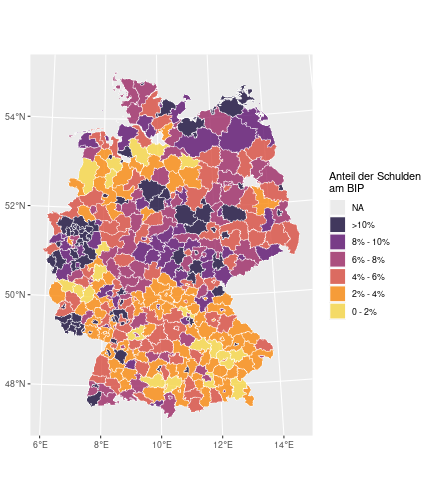 54°N
52°N
50°N
48°N
6°E
8°E
10°E
12°E
14°E
Anteil der Schulden
am BIP
NA
>10%
8% - 10%
6% - 8%
4% - 6%
2% - 4%
0 - 2%